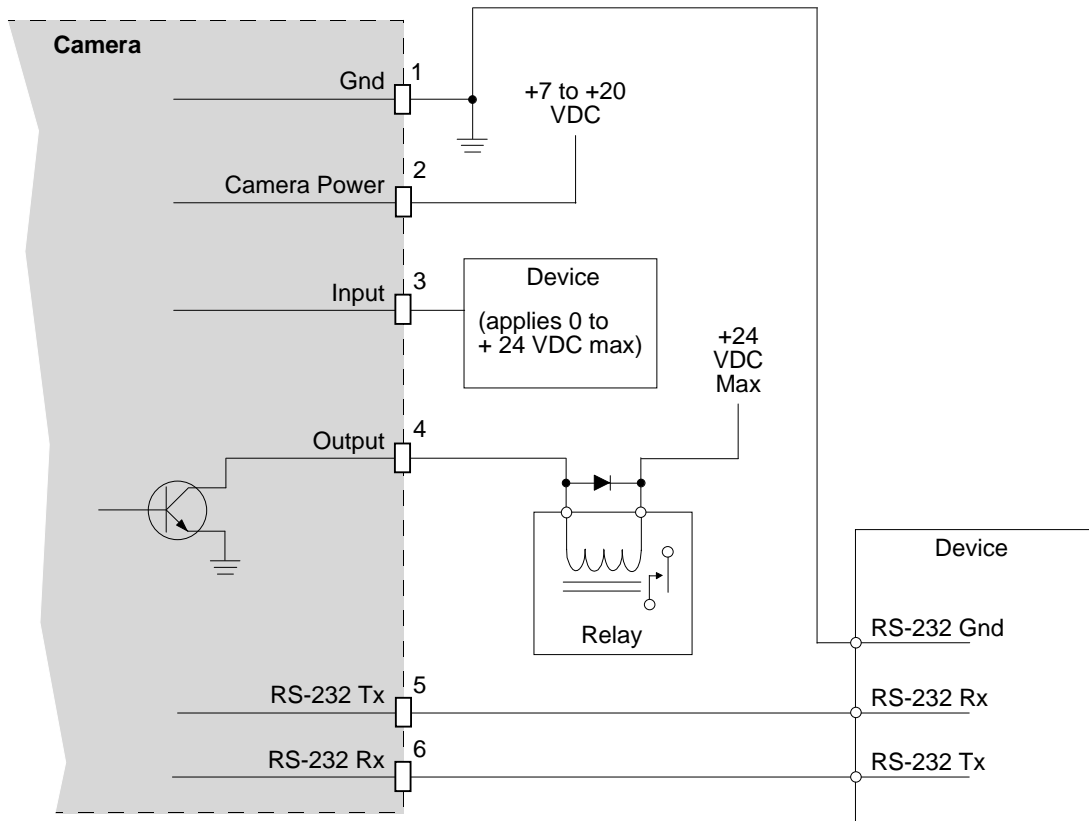 Camera
Gnd
1
+7 to +20
VDC
Camera Power
2
Input
3
Device
(applies 0 to
+ 24 VDC max)
+24
VDC
Max
Output
4
Relay
Device
RS-232 Gnd
RS-232 Tx
5
RS-232 Rx
RS-232 Rx
6
RS-232 Tx